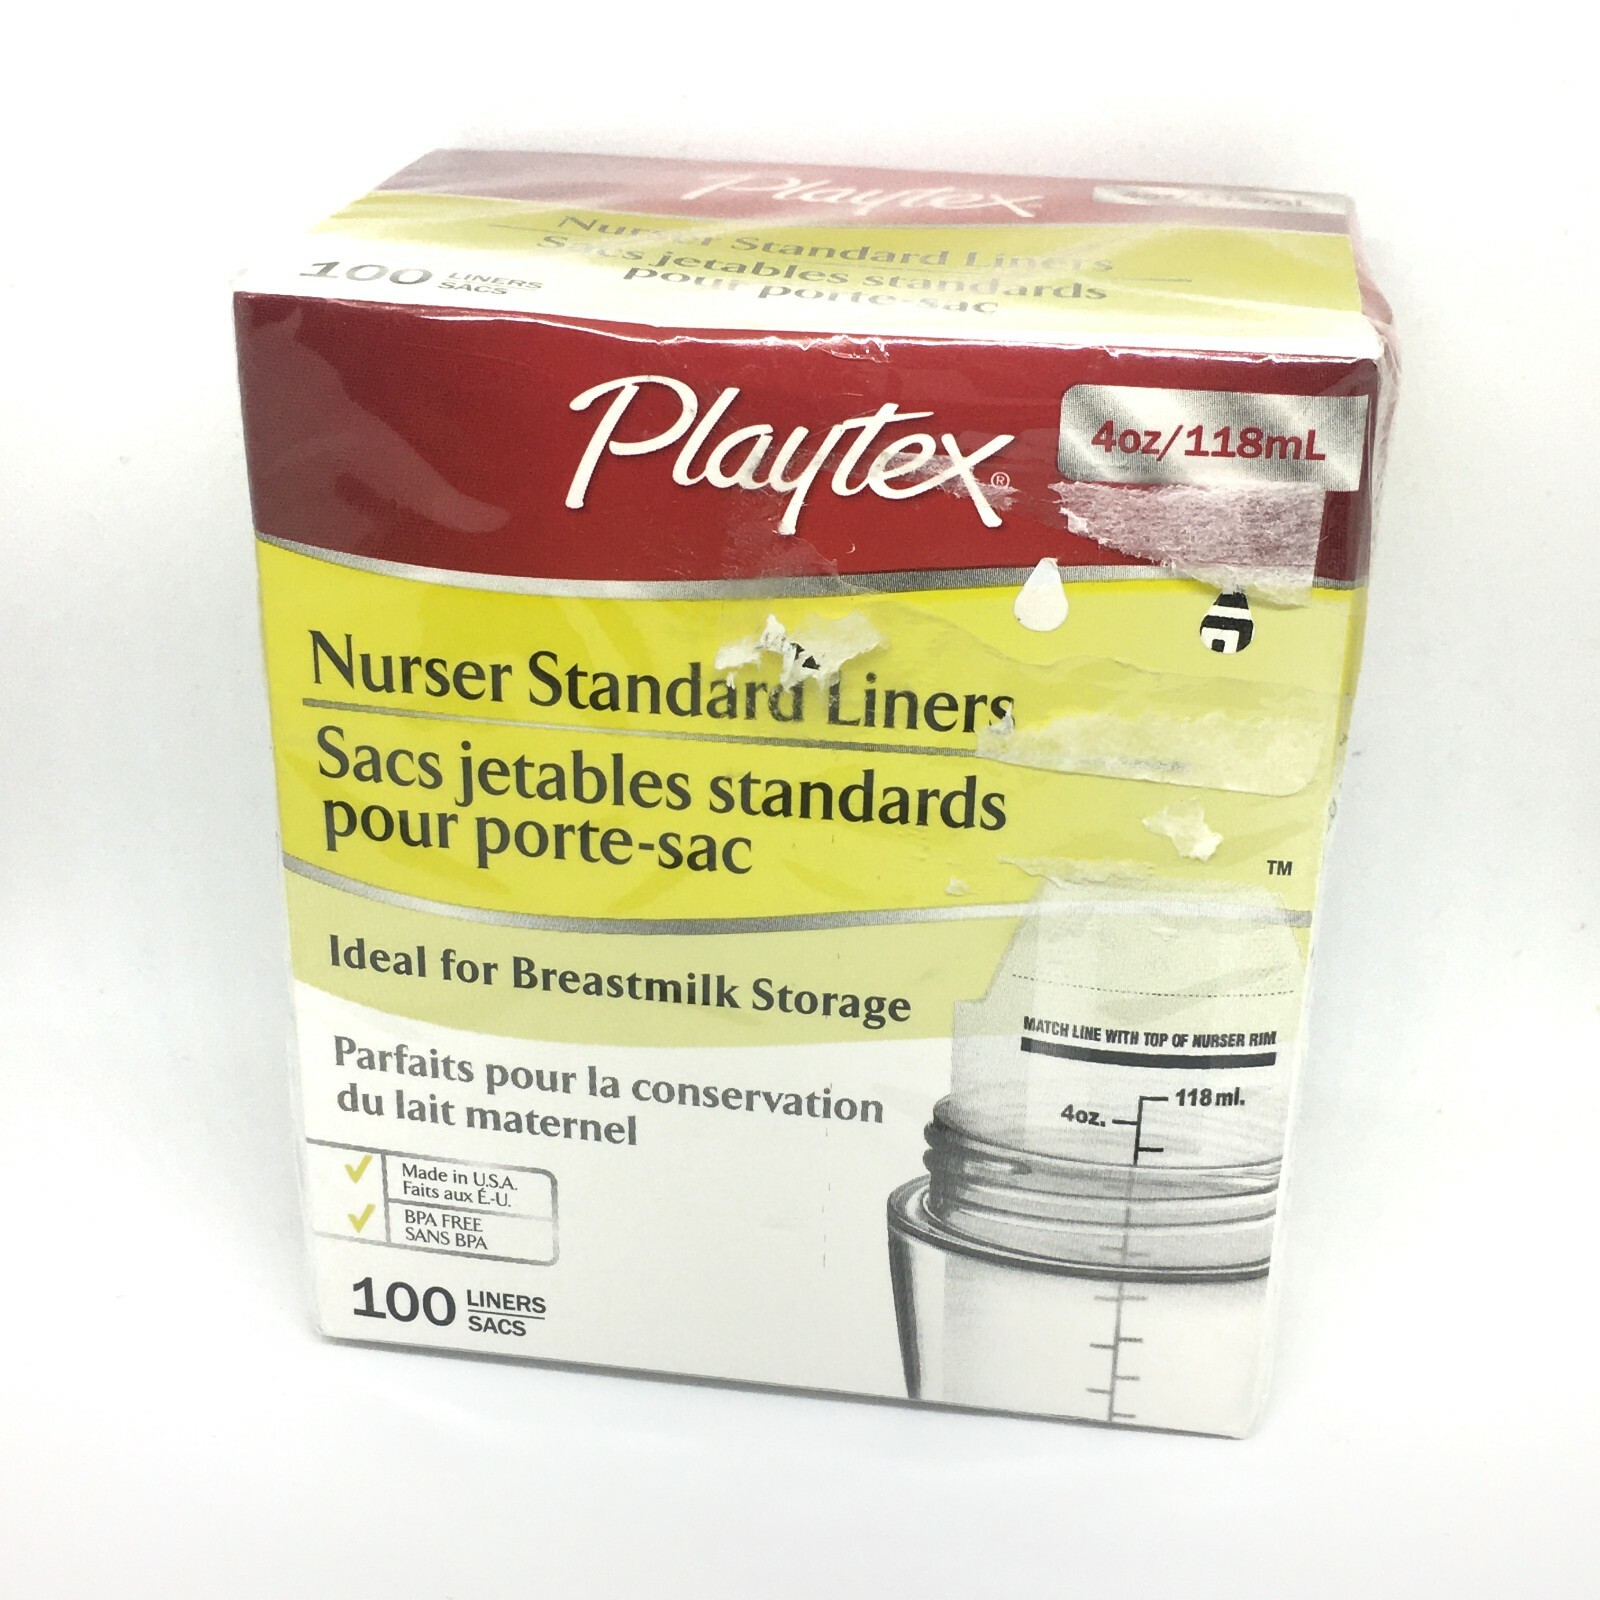 Playtex
Nurser Standard Liners
Sacs jetables standards
pour porte-sac
100 LINERS
SACS
Playtex®
4oz/118mL
Nurser Standard Liners
Sacs jetables standards
pour porte-sac
TM
Ideal for Breastmilk Storage
Parfaits pour la conservation
du lait maternel
MATCH LINE WITH TOP OF NURSER RIM
118 ml.
4oz.
Made in U.S.A.
Faits aux É.-U.
BPA FREE
SANS BPA
100 LINERS
SACS